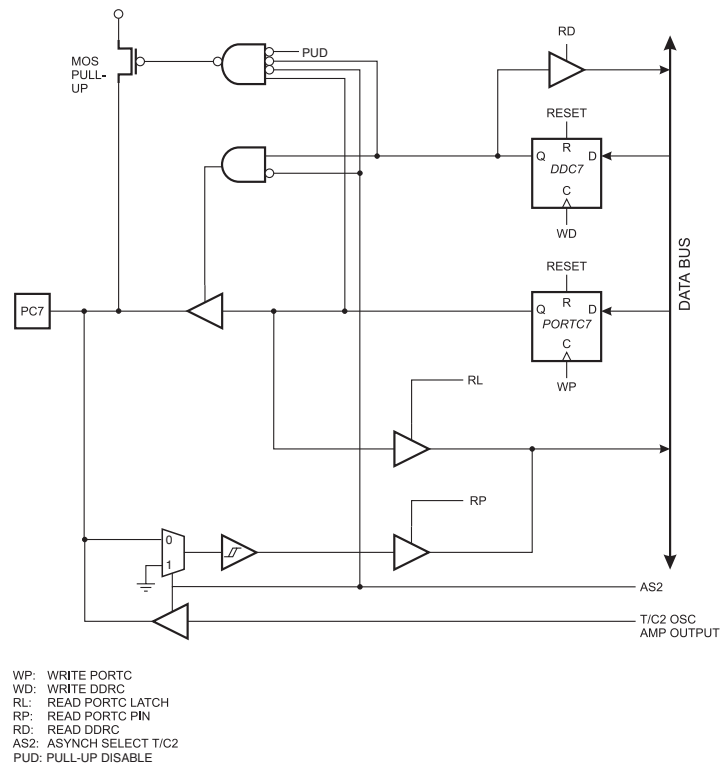 RD
PUD
MOS
PULL-
UP
RESET
R
Q
D
DDC7
C
WD
DATA BUS
RESET
PC7
R
Q
D
PORTC7
C
WP
RL
RP
0
1
AS2
T/C2 OSC
AMP OUTPUT
WP: WRITE PORTC
WD: WRITE DDRC
RL: READ PORTC LATCH
RP: READ PORTC PIN
RD: READ DDRC
AS2: ASYNCH SELECT T/C2
PUD: PULL-UP DISABLE